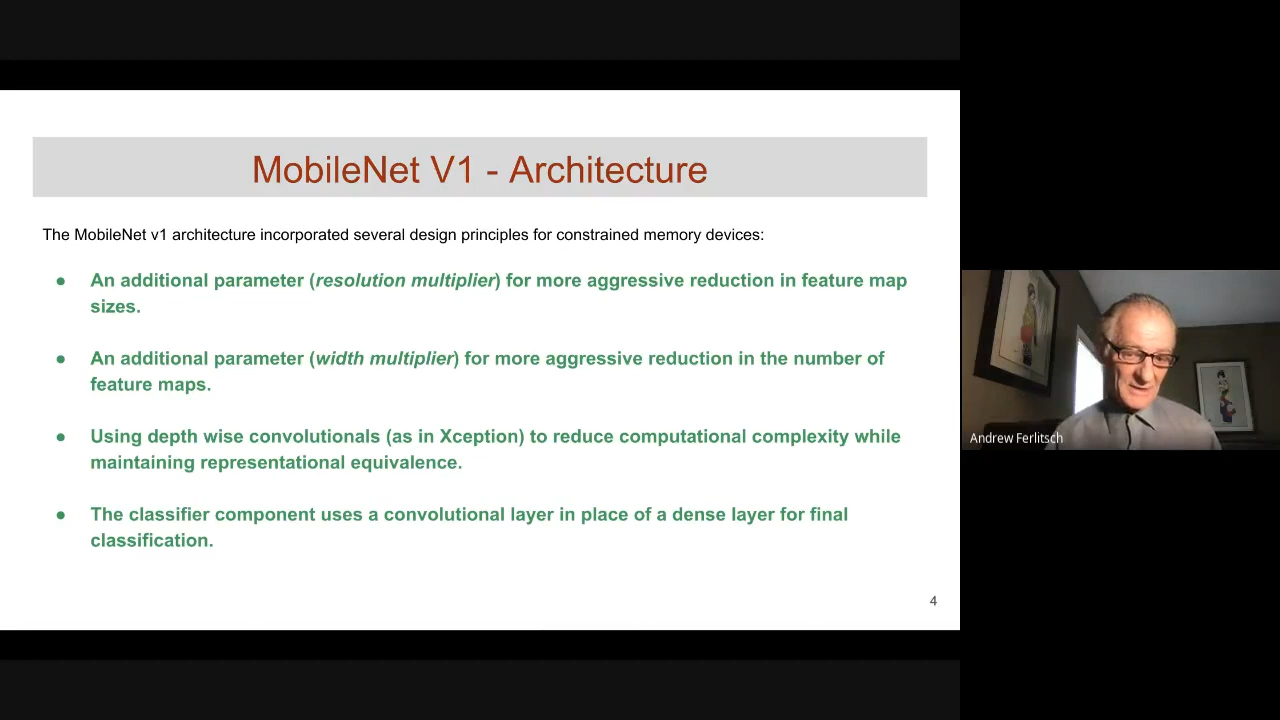 MobileNet V1 - Architecture
The MobileNet v1 architecture incorporated several design principles for constrained memory devices:
● An additional parameter (resolution multiplier) for more aggressive reduction in feature map
sizes.
● An additional parameter (width multiplier) for more aggressive reduction in the number of
feature maps.
● Using depth wise convolutionals (as in Xception) to reduce computational complexity while
maintaining representational equivalence.
● The classifier component uses a convolutional layer in place of a dense layer for final
classification.
4
Andrew Ferlitsch